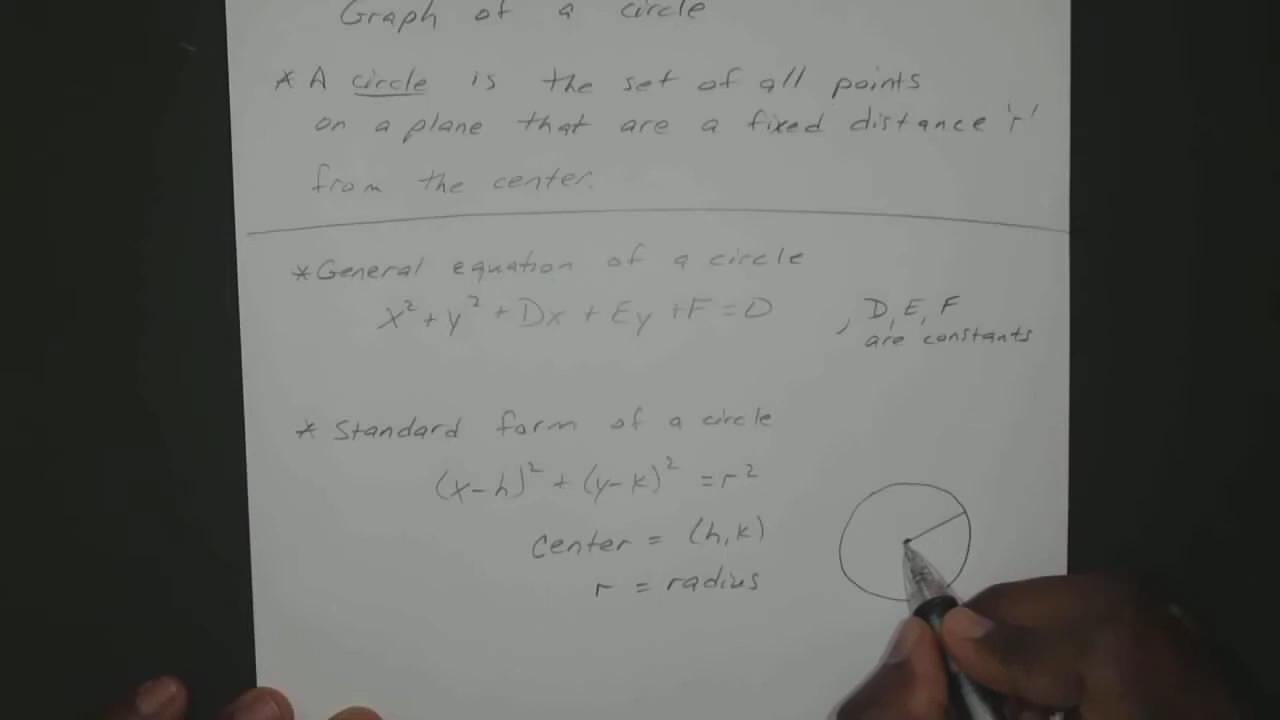 Graph of a circle
* A circle is the set of all points
on a plane that are a fixed distance 'r'
from the center.
* General equation of a circle
x² + y² + Dx + Ey + F = 0 , D, E, F
are constants
* Standard form of a circle
(x-h)² + (y-k)² = r²
center = (h,k)
r = radius